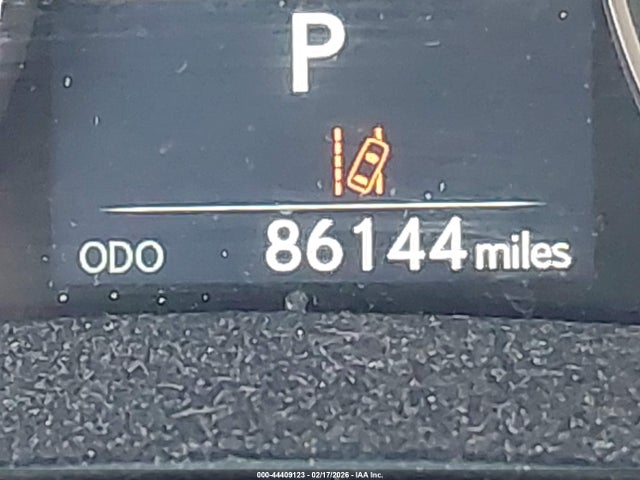 P
ODO 86144 miles
000-44409123 - 02/17/2026 - IAA Inc.